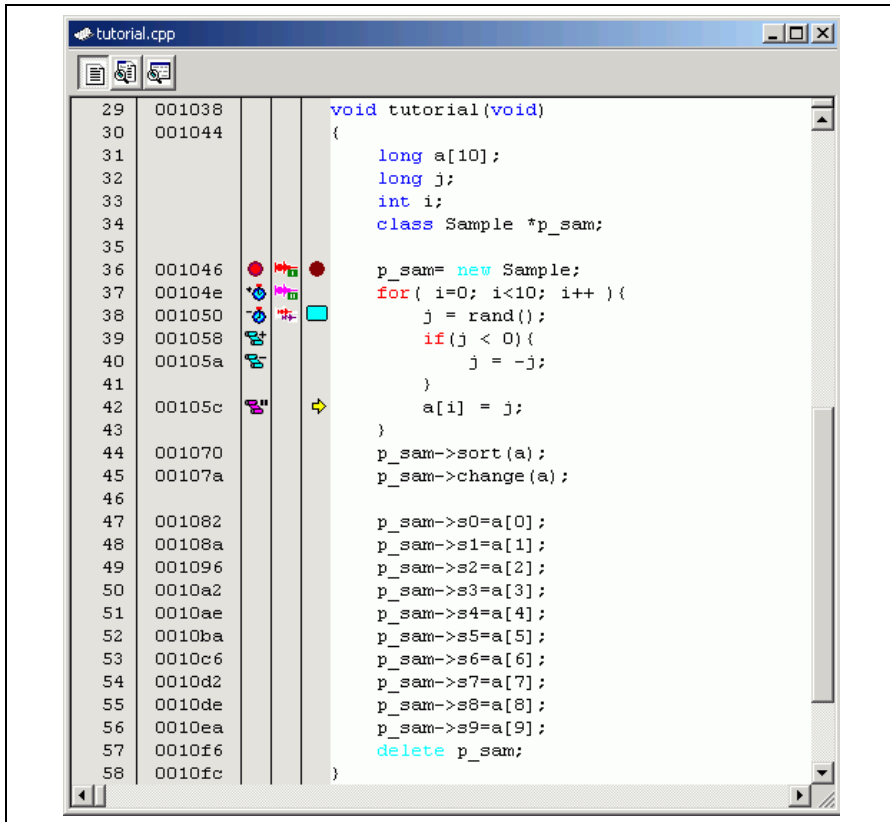 tutorial.cpp
29 001038 void tutorial(void)
30 001044 {
31 long a[10];
32 long j;
33 int i;
34 class Sample *p_sam;
35
36 001046 p_sam= new Sample;
37 00104e for( i=0; i<10; i++ ){
38 001050 j = rand();
39 001058 if(j < 0){
40 00105a j = -j;
41 }
42 00105c a[i] = j;
43 }
44 001070 p_sam->sort(a);
45 00107a p_sam->change(a);
46
47 001082 p_sam->s0=a[0];
48 00108a p_sam->s1=a[1];
49 001096 p_sam->s2=a[2];
50 0010a2 p_sam->s3=a[3];
51 0010ae p_sam->s4=a[4];
52 0010ba p_sam->s5=a[5];
53 0010c6 p_sam->s6=a[6];
54 0010d2 p_sam->s7=a[7];
55 0010de p_sam->s8=a[8];
56 0010ea p_sam->s9=a[9];
57 0010f6 delete p_sam;
58 0010fc }